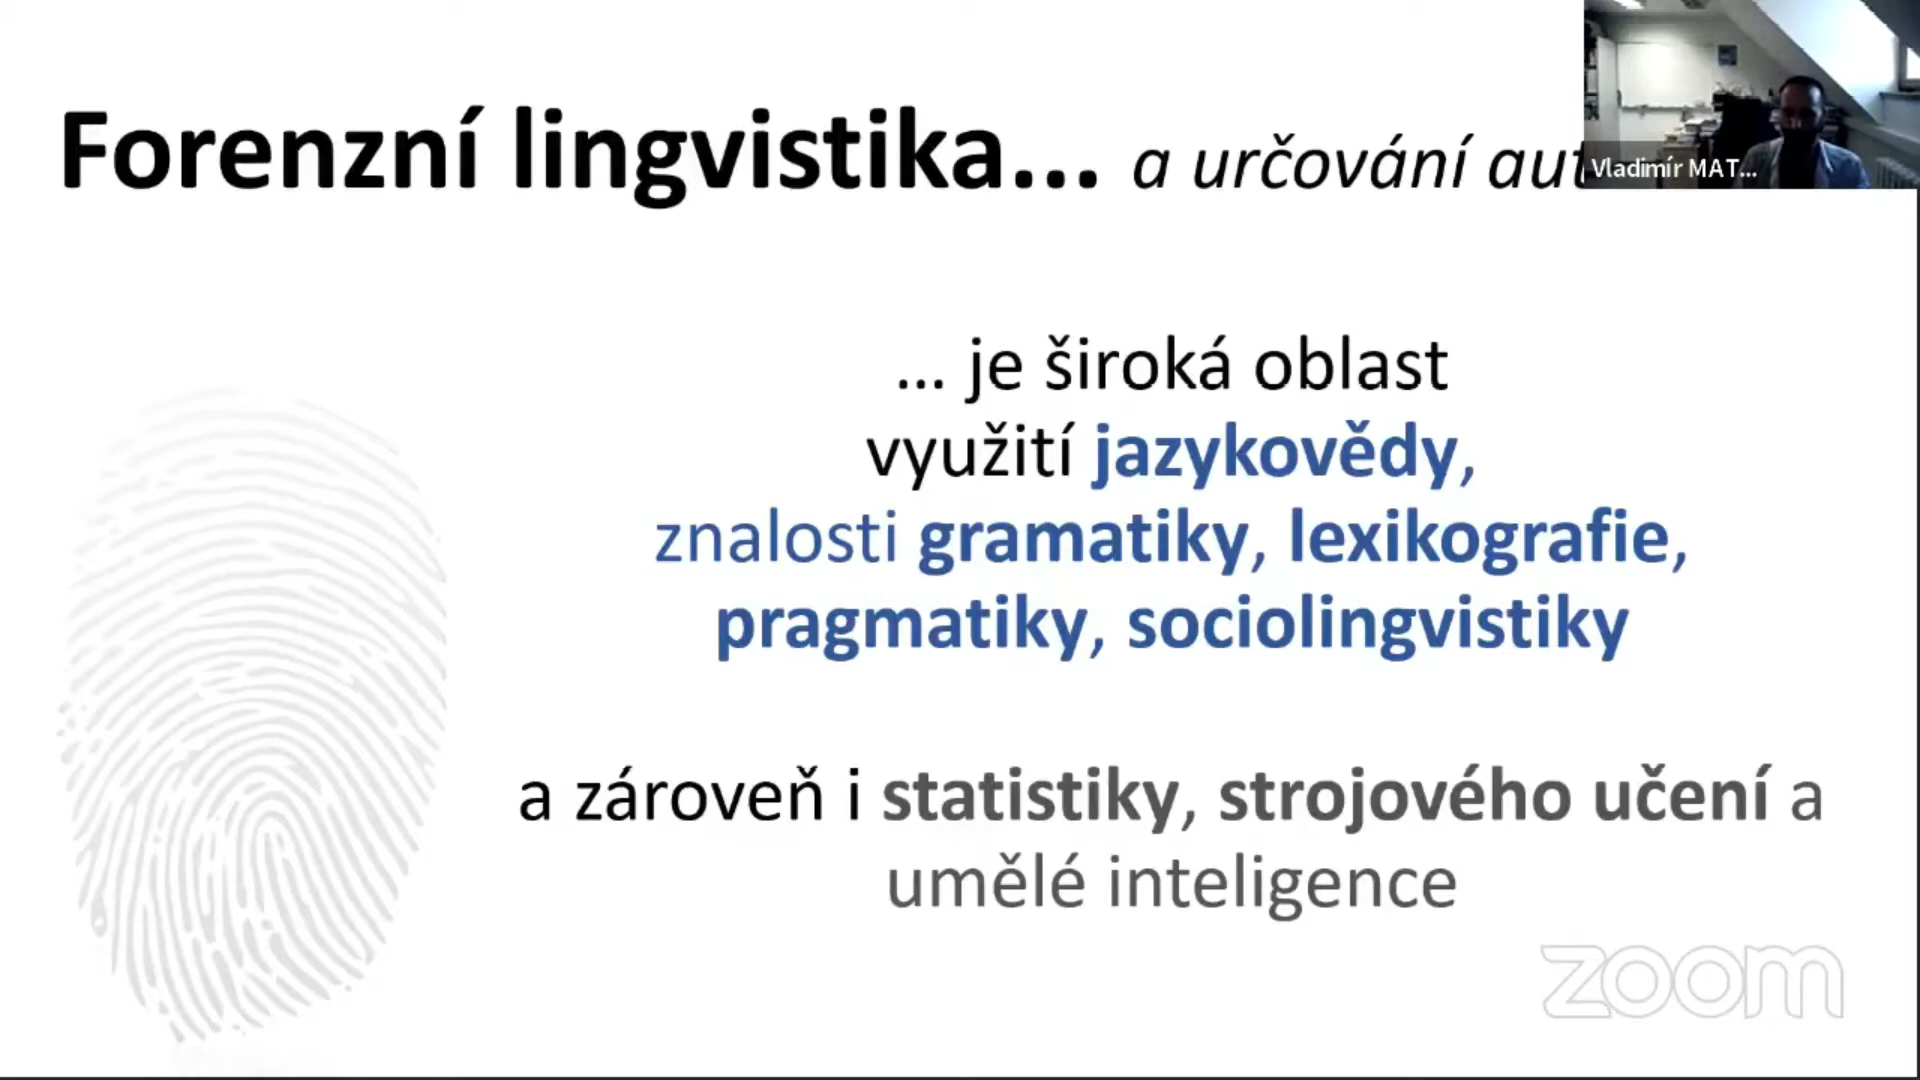 Forenzní lingvistika... a určování aut
Vladimír MAT...
... je široká oblast
využití jazykovědy,
znalosti gramatiky, lexikografie,
pragmatiky, sociolingvistiky
a zároveň i statistiky, strojového učení a
umělé inteligence
zoom